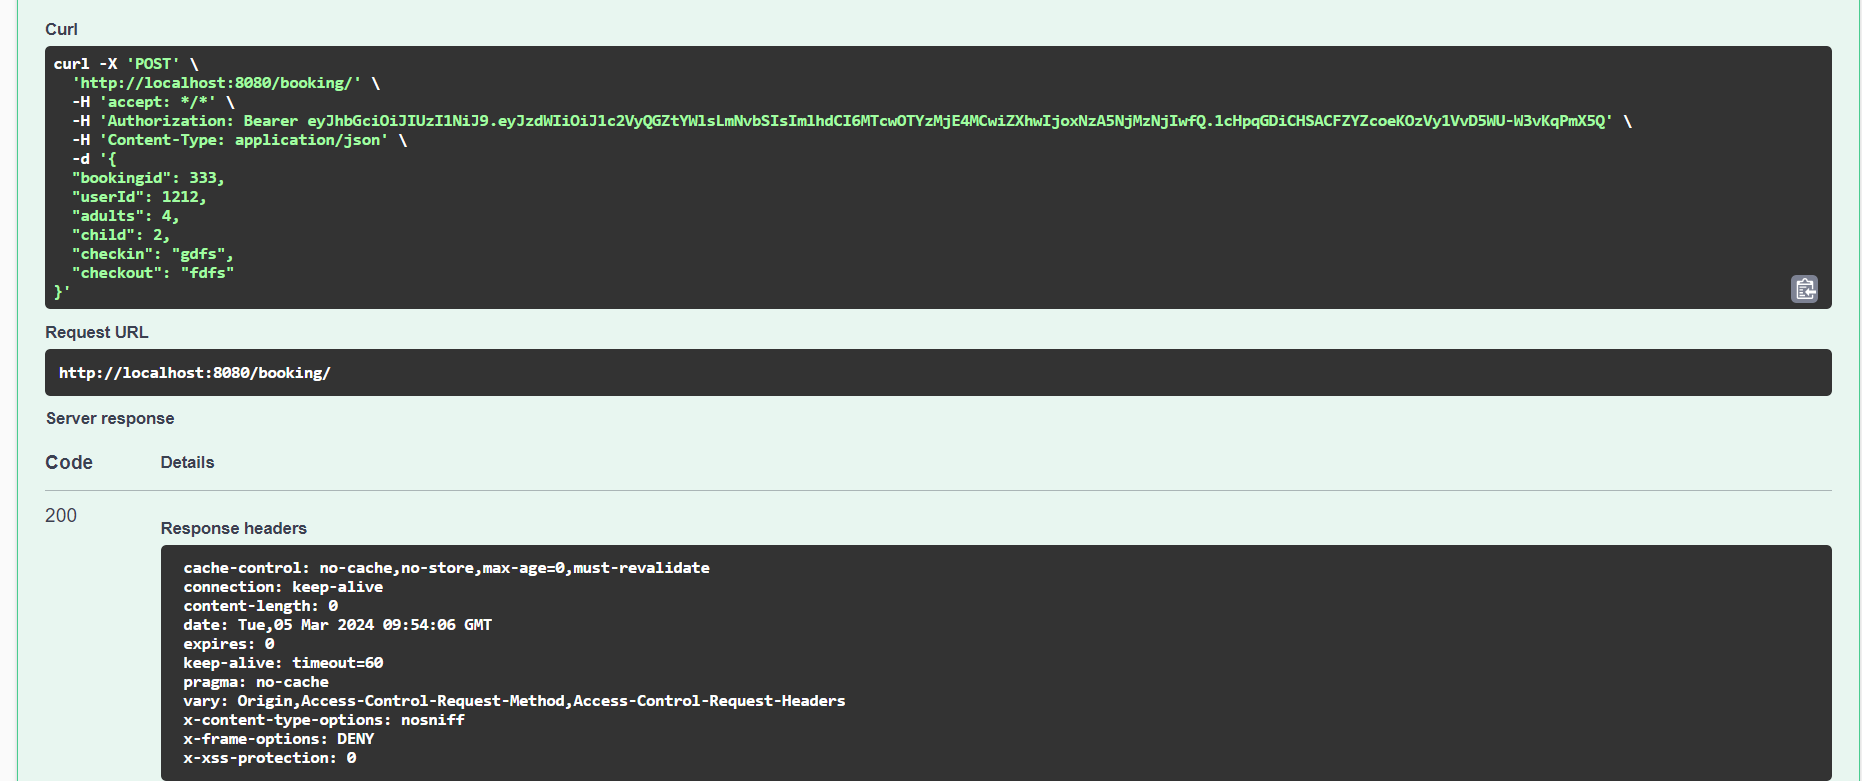 Curl
curl -X 'POST' \
'http://localhost:8080/booking/' \
-H 'accept: */*' \
-H 'Authorization: Bearer eyJhbGciOiJIUzI1NiJ9.eyJzdWIiOiJ1c2VyQGZtYWlsLmNvbSIsImlhdCI6MTcwOTYzMjE4MCwiZXhwIjoxNzA5NjMzNjIwfQ.1cHpqGDiCHSACFZYZcoeKOzVy1VvD5WU-W3vKqPmX5Q' \
-H 'Content-Type: application/json' \
-d '{
"bookingid": 333,
"userId": 1212,
"adults": 4,
"child": 2,
"checkin": "gdfs",
"checkout": "fdfs"
}'
Request URL
http://localhost:8080/booking/
Server response
Code Details
200
Response headers
cache-control: no-cache,no-store,max-age=0,must-revalidate
connection: keep-alive
content-length: 0
date: Tue,05 Mar 2024 09:54:06 GMT
expires: 0
keep-alive: timeout=60
pragma: no-cache
vary: Origin,Access-Control-Request-Method,Access-Control-Request-Headers
x-content-type-options: nosniff
x-frame-options: DENY
x-xss-protection: 0